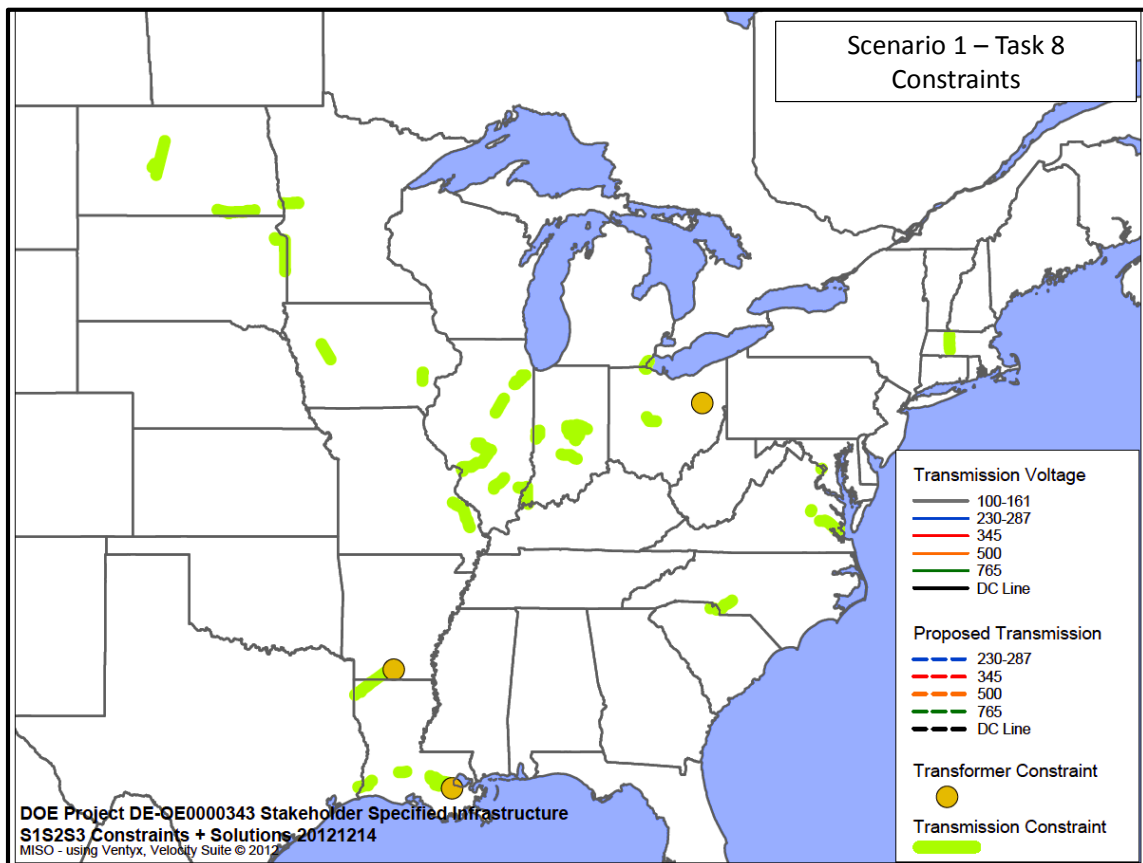 Scenario 1 – Task 8
Constraints
Transmission Voltage
100-161
230-287
345
500
765
DC Line
Proposed Transmission
230-287
345
500
765
DC Line
Transformer Constraint
Transmission Constraint
DOE Project DE-OE0000343 Stakeholder Specified Infrastructure
S1S2S3 Constraints + Solutions 20121214
MISO - using Ventyx, Velocity Suite © 2012